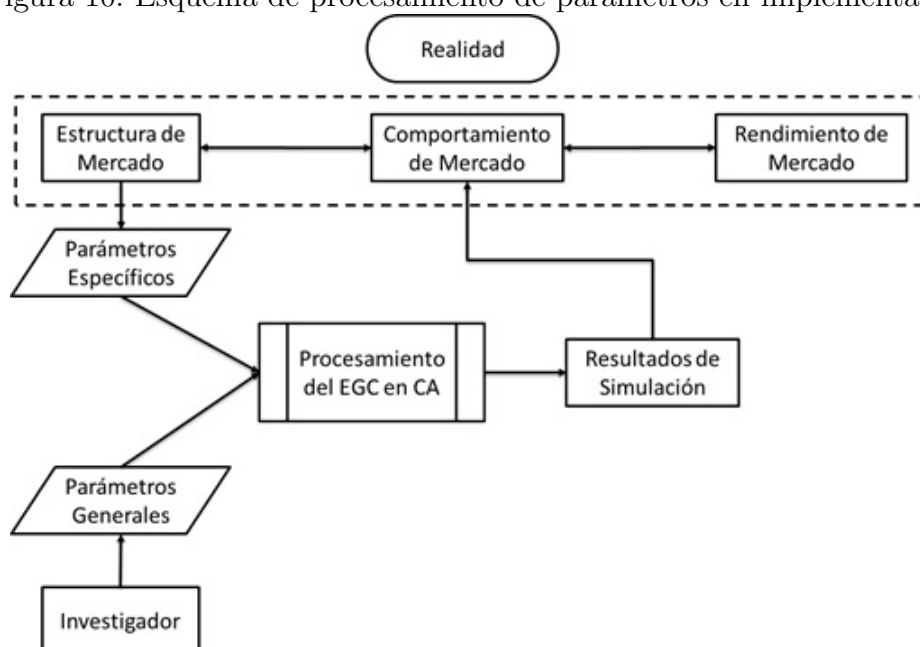 Figura 10: Esquema de procesamiento de parámetros en implementa
Realidad
Estructura de
Mercado
Comportamiento
de Mercado
Rendimiento de
Mercado
Parámetros
Específicos
Procesamiento
del EGC en CA
Resultados de
Simulación
Parámetros
Generales
Investigador